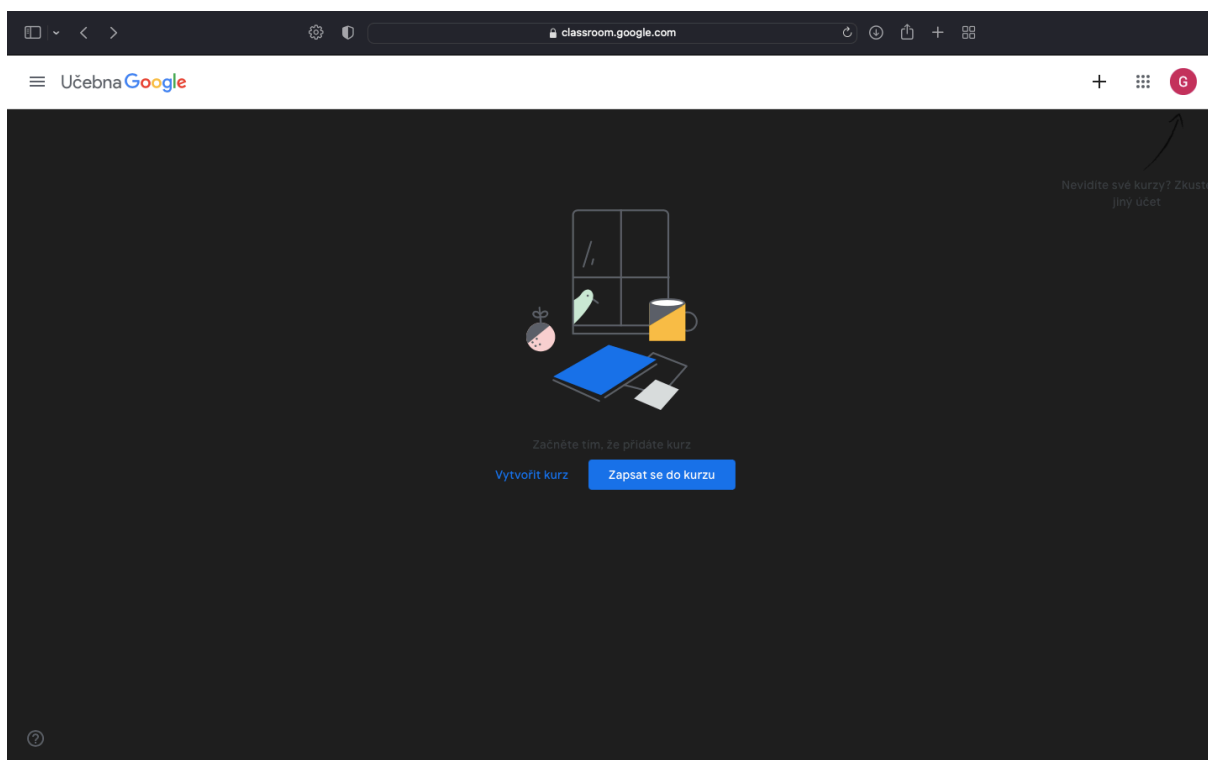 classroom.google.com
Učebna Google
G
Nevidíte své kurzy? Zkust
jiný účet
Začněte tím, že přidáte kurz
Vytvořit kurz
Zapsat se do kurzu
?